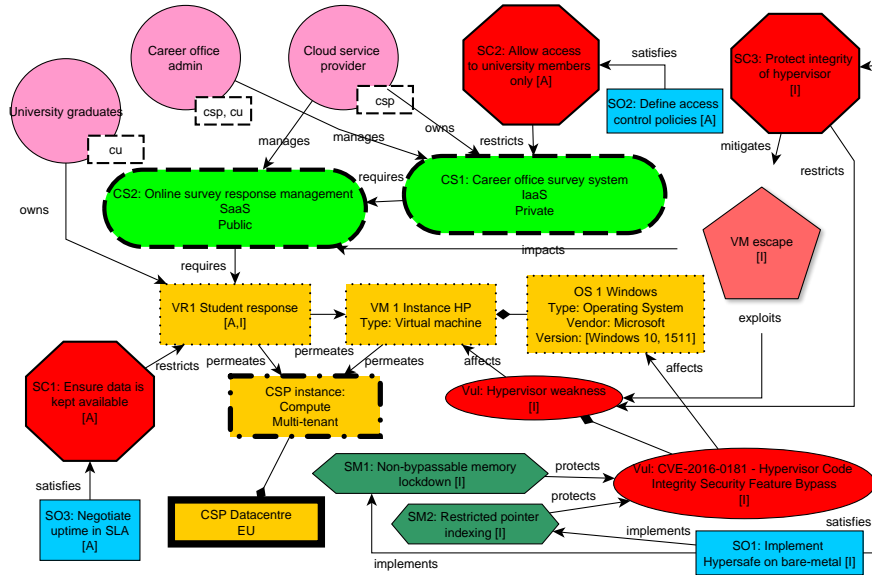 Career office
admin
Cloud service
provider
SC2: Allow access
to university members
only [A]
satisfies
SC3: Protect integrity
of hypervisor
[I]
University graduates
csp, cu
csp
SO2: Define access
control policies [A]
cu
manages
manages
owns
restricts
mitigates
restricts
CS2: Online survey response management
SaaS
Public
requires
CS1: Career office survey system
IaaS
Private
owns
impacts
VM escape
[I]
requires
VR1 Student response
[A,I]
VM 1 Instance HP
Type: Virtual machine
OS 1 Windows
Type: Operating System
Vendor: Microsoft
Version: [Windows 10, 1511]
exploits
permeates
permeates
permeates
affects
affects
restricts
SC1: Ensure data is
kept available
[A]
CSP instance:
Compute
Multi-tenant
Vul: Hypervisor weakness
[I]
SM1: Non-bypassable memory
lockdown [I]
protects
Vul: CVE-2016-0181 - Hypervisor Code
Integrity Security Feature Bypass
[I]
satisfies
protects
SO3: Negotiate
uptime in SLA
[A]
CSP Datacentre
EU
SM2: Restricted pointer
indexing [I]
implements
satisfies
SO1: Implement
Hypersafe on bare-metal [I]
implements